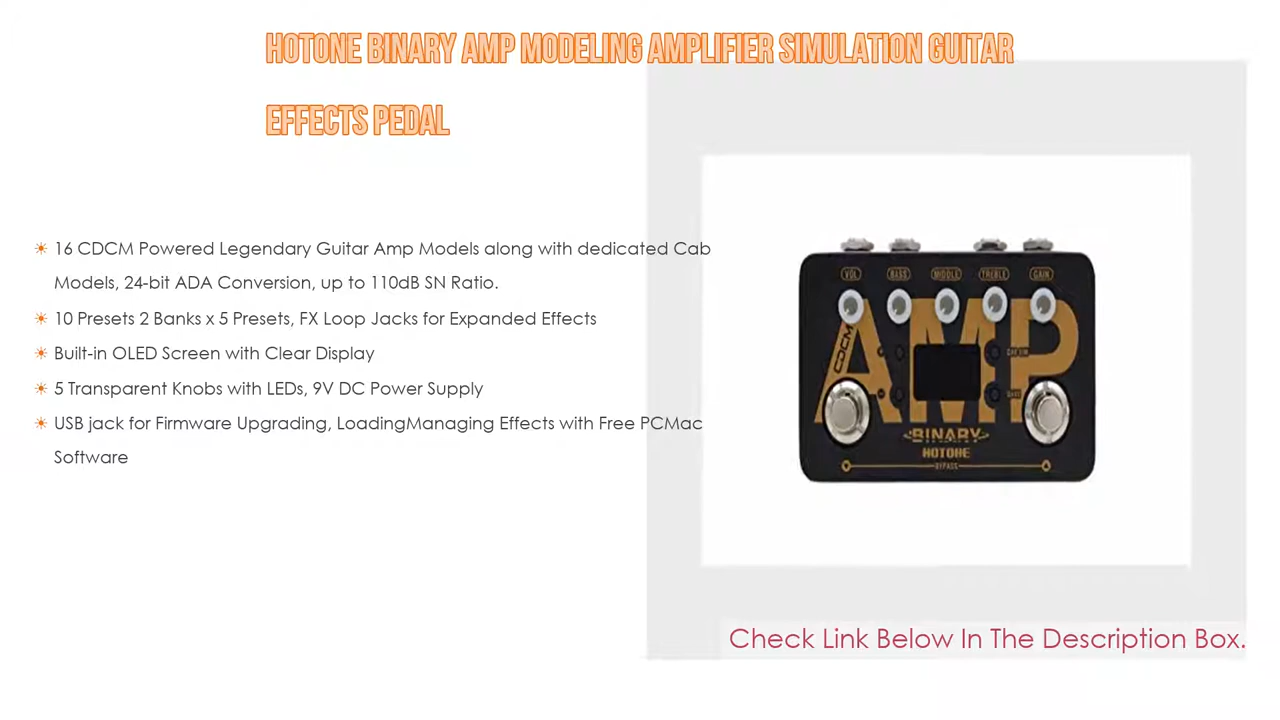 HOTONE BINARY AMP MODELING AMPLIFIER SIMULATION GUITAR
EFFECTS PEDAL
16 CDCM Powered Legendary Guitar Amp Models along with dedicated Cab
Models, 24-bit ADA Conversion, up to 110dB SN Ratio.
10 Presets 2 Banks x 5 Presets, FX Loop Jacks for Expanded Effects
Built-in OLED Screen with Clear Display
5 Transparent Knobs with LEDs, 9V DC Power Supply
USB jack for Firmware Upgrading, LoadingManaging Effects with Free PCMac
Software
VOL BASS MIDDLE TREBLE GAIN
AMP
CDCM
BINARY
HOTONE
BYPASS
Check Link Below In The Description Box.